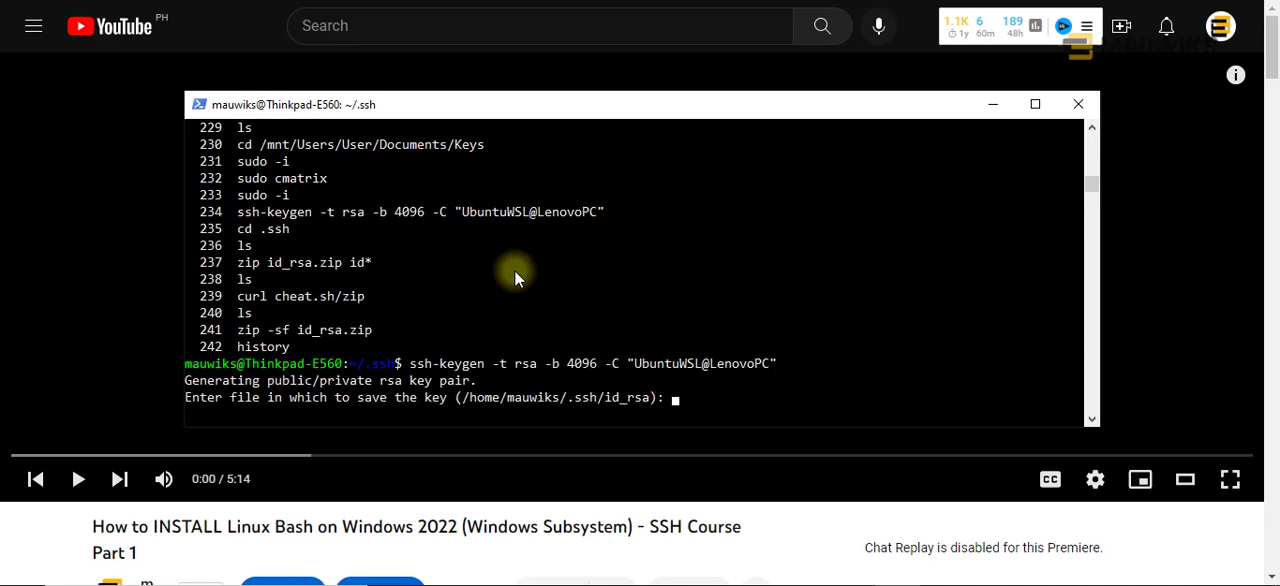 YouTube PH
Search
1.1K 6 189
1y 60m 48h
MAUWIKS
mauwiks@Thinkpad-E560: ~/.ssh
229 ls
230 cd /mnt/Users/User/Documents/Keys
231 sudo -i
232 sudo cmatrix
233 sudo -i
234 ssh-keygen -t rsa -b 4096 -C "UbuntuWSL@LenovoPC"
235 cd .ssh
236 ls
237 zip id_rsa.zip id*
238 ls
239 curl cheat.sh/zip
240 ls
241 zip -sf id_rsa.zip
242 history
mauwiks@Thinkpad-E560:~/.ssh$ ssh-keygen -t rsa -b 4096 -C "UbuntuWSL@LenovoPC"
Generating public/private rsa key pair.
Enter file in which to save the key (/home/mauwiks/.ssh/id_rsa):
0:00 / 5:14
CC
How to INSTALL Linux Bash on Windows 2022 (Windows Subsystem) - SSH Course
Part 1
Chat Replay is disabled for this Premiere.